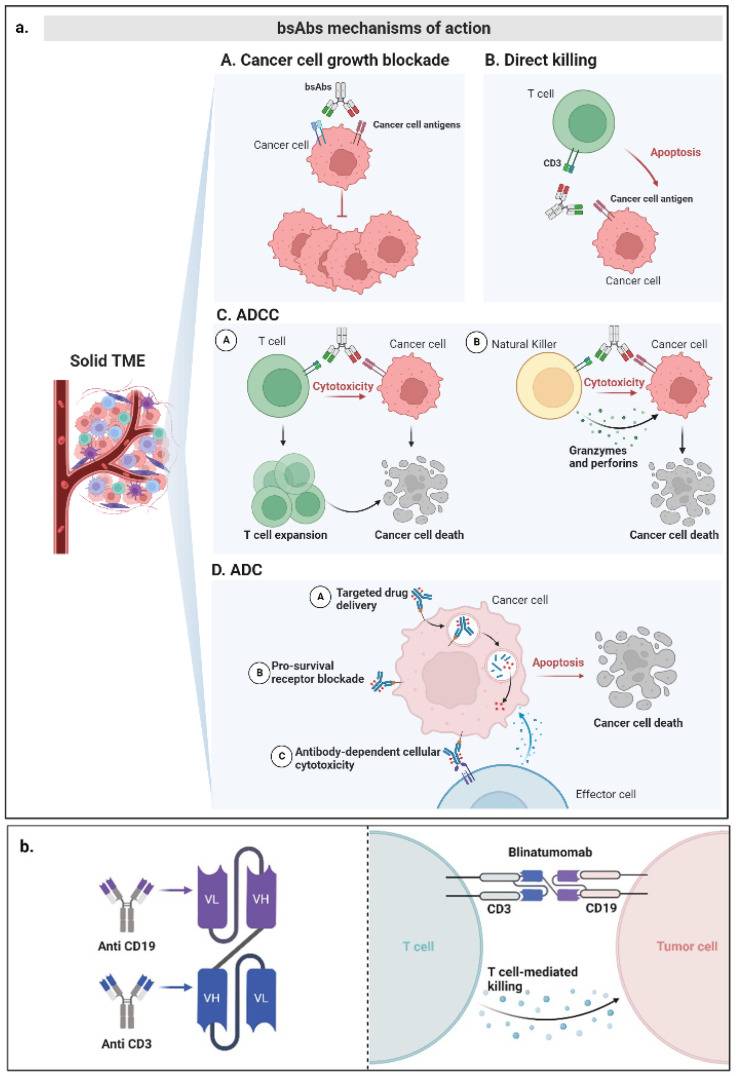 a.
bsAbs mechanisms of action
A. Cancer cell growth blockade
bsAbs
Cancer cell antigens
Cancer cell
B. Direct killing
T cell
CD3
Apoptosis
Cancer cell antigen
Cancer cell
Solid TME
C. ADCC
A
T cell
Cancer cell
Cytotoxicity
T cell expansion
Cancer cell death
B
Natural Killer
Cancer cell
Cytotoxicity
Granzymes
and perforins
Cancer cell death
D. ADC
A
Targeted drug
delivery
Cancer cell
B
Pro-survival
receptor blockade
Apoptosis
Cancer cell death
C
Antibody-dependent cellular
cytotoxicity
Effector cell
b.
Anti CD19
VL
VH
Anti CD3
VH
VL
Blinatumomab
CD3
CD19
T cell
Tumor cell
T cell-mediated
killing